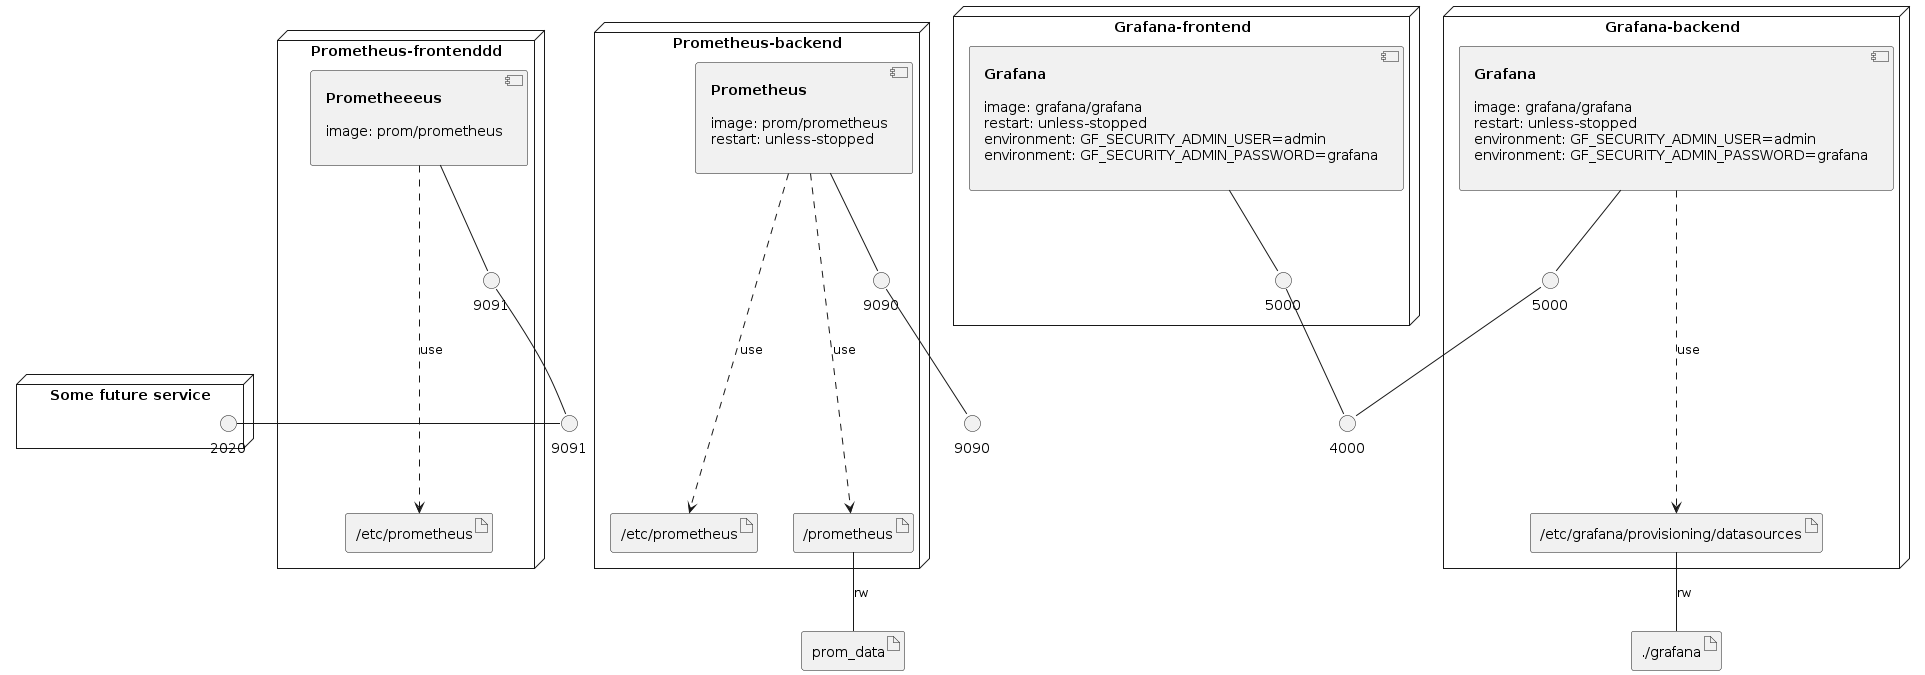 Prometheus-frontenddd
Prometheeeus
image: prom/prometheus
9091
use
/etc/prometheus
Some future service
2020
9091
Prometheus-backend
Prometheus
image: prom/prometheus
restart: unless-stopped
9090
use
use
/etc/prometheus
/prometheus
9090
rw
prom_data
Grafana-frontend
Grafana
image: grafana/grafana
restart: unless-stopped
environment: GF_SECURITY_ADMIN_USER=admin
environment: GF_SECURITY_ADMIN_PASSWORD=grafana
5000
4000
Grafana-backend
Grafana
image: grafana/grafana
restart: unless-stopped
environment: GF_SECURITY_ADMIN_USER=admin
environment: GF_SECURITY_ADMIN_PASSWORD=grafana
5000
use
/etc/grafana/provisioning/datasources
rw
./grafana